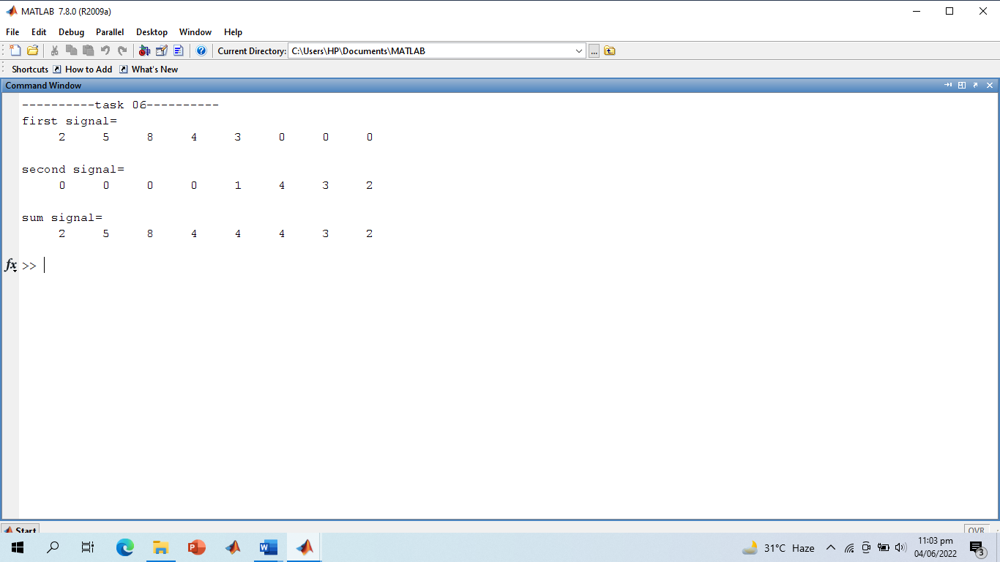 MATLAB 7.8.0 (R2009a)
File Edit Debug Parallel Desktop Window Help
Current Directory: C:\Users\HP\Documents\MATLAB ...
Shortcuts How to Add What's New
Command Window
----------task 06----------
first signal=
2 5 8 4 3 0 0 0
second signal=
0 0 0 0 1 4 3 2
sum signal=
2 5 8 4 4 4 3 2
fx >>
Start OVR
31°C Haze 11:03 pm
04/06/2022
3